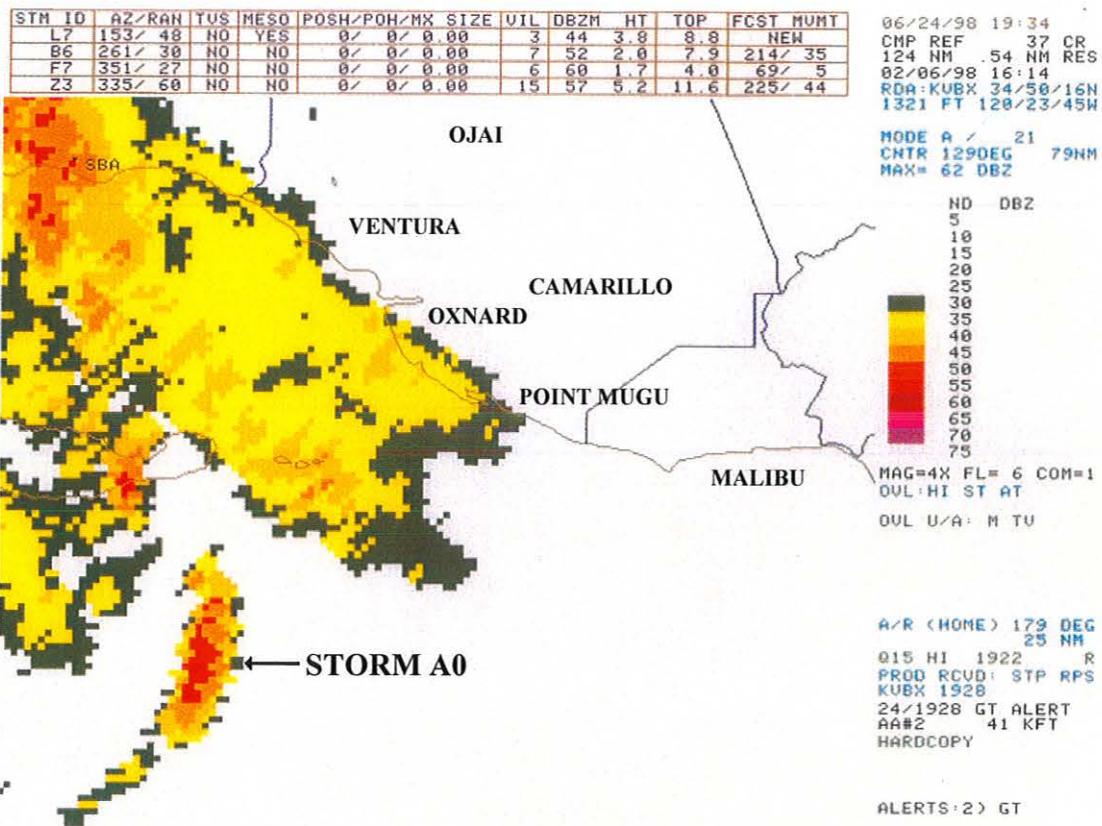 STM ID AZ/RAN TVS MESO POSH/POH/MX SIZE VIL DBZM HT TOP FCST MVMT
L7 153/ 48 NO YES 0/ 0/ 0.00 3 44 3.8 8.8 NEW
B6 261/ 30 NO NO 0/ 0/ 0.00 7 52 2.0 7.9 214/ 35
F7 351/ 27 NO NO 0/ 0/ 0.00 6 60 1.7 4.0 69/ 5
Z3 335/ 60 NO NO 0/ 0/ 0.00 15 57 5.2 11.6 225/ 44
06/24/98 19:34
CMP REF 37 CR
124 NM .54 NM RES
02/06/98 16:14
RDA:KVBX 34/50/16N
1321 FT 120/23/45W
MODE A / 21
CNTR 129DEG 79NM
MAX= 62 DBZ
ND DBZ
5
10
15
20
25
30
35
40
45
50
55
60
65
70
75
MAG=4X FL= 6 COM=1
OVL:HI ST AT
OVL U/A: M TV
A/R (HOME) 179 DEG
25 NM
Q15 HI 1922 R
PROD RCVD: STP RPS
KVBX 1928
24/1928 GT ALERT
AA#2 41 KFT
HARDCOPY
ALERTS:2) GT
OJAI
SBA
VENTURA
CAMARILLO
OXNARD
POINT MUGU
MALIBU
STORM A0